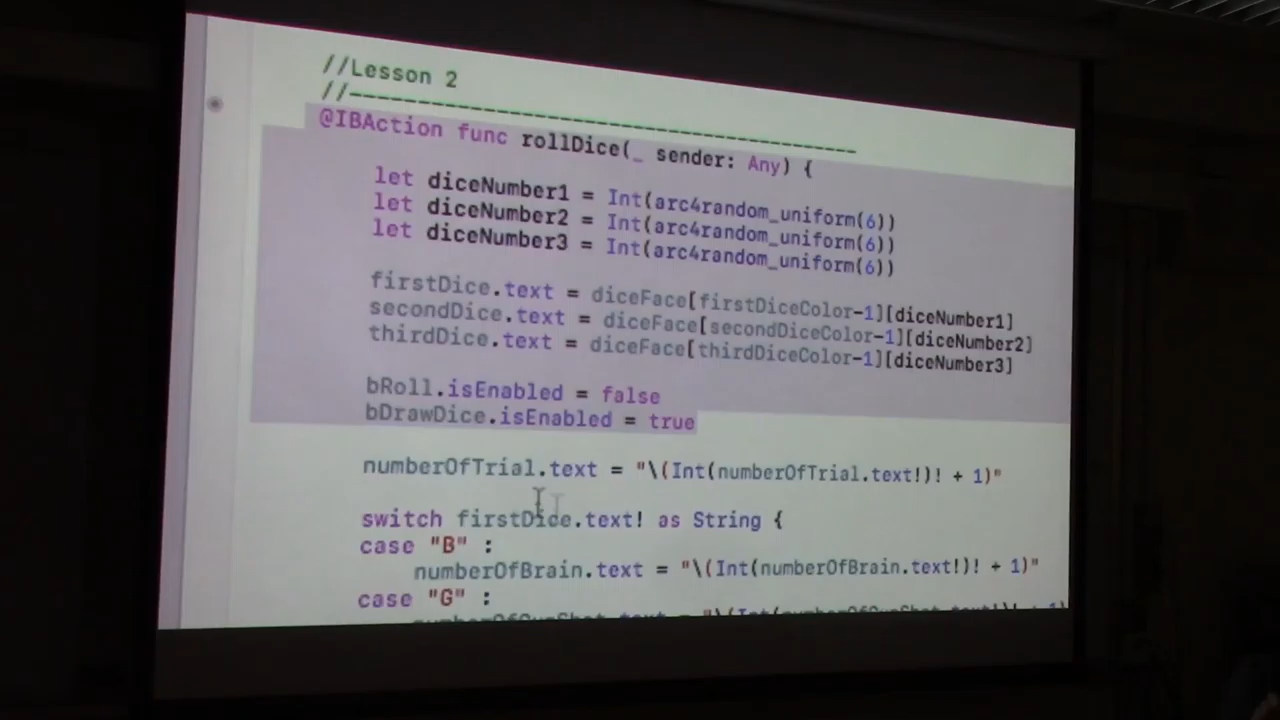 //Lesson 2
//-------------------------------------
@IBAction func rollDice(_ sender: Any) {
let diceNumber1 = Int(arc4random_uniform(6))
let diceNumber2 = Int(arc4random_uniform(6))
let diceNumber3 = Int(arc4random_uniform(6))
firstDice.text = diceFace[firstDiceColor-1][diceNumber1]
secondDice.text = diceFace[secondDiceColor-1][diceNumber2]
thirdDice.text = diceFace[thirdDiceColor-1][diceNumber3]
bRoll.isEnabled = false
bDrawDice.isEnabled = true
numberOfTrial.text = "\(Int(numberOfTrial.text!)! + 1)"
switch firstDice.text! as String {
case "B" :
numberOfBrain.text = "\(Int(numberOfBrain.text!)! + 1)"
case "G" :